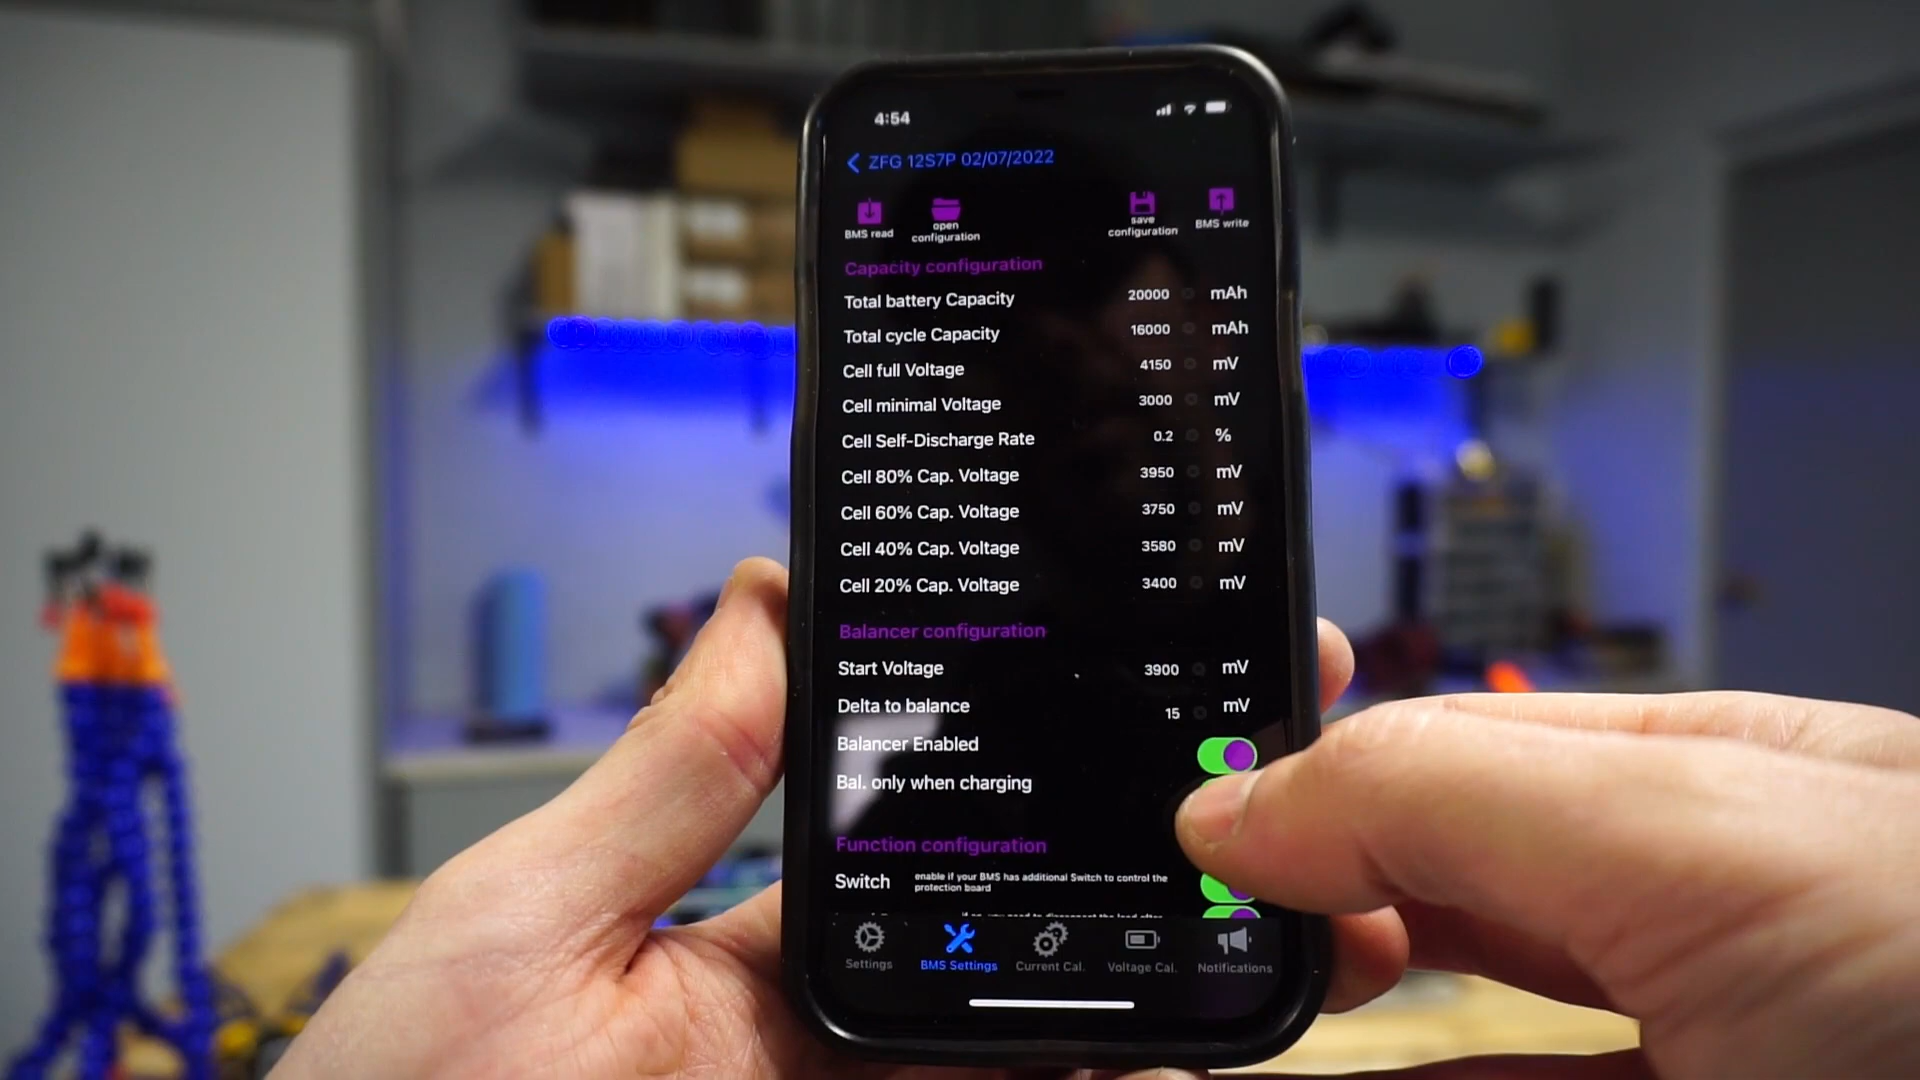 4:54
ZFG 12S7P 02/07/2022
BMS read
open configuration
save configuration
BMS write
Capacity configuration
Total battery Capacity 20000 mAh
Total cycle Capacity 16000 mAh
Cell full Voltage 4150 mV
Cell minimal Voltage 3000 mV
Cell Self-Discharge Rate 0.2 %
Cell 80% Cap. Voltage 3950 mV
Cell 60% Cap. Voltage 3750 mV
Cell 40% Cap. Voltage 3580 mV
Cell 20% Cap. Voltage 3400 mV
Balancer configuration
Start Voltage 3900 mV
Delta to balance 15 mV
Balancer Enabled
Bal. only when charging
Function configuration
Switch enable if your BMS has additional Switch to control the
protection board
Settings BMS Settings Current Cal. Voltage Cal. Notifications